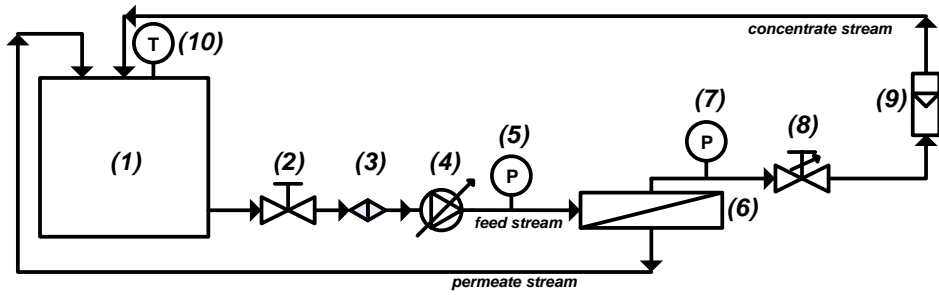 concentrate stream
T (10)
(1)
(2)
(3)
(4)
(5)
P
feed stream
(6)
(7)
P
(8)
(9)
permeate stream